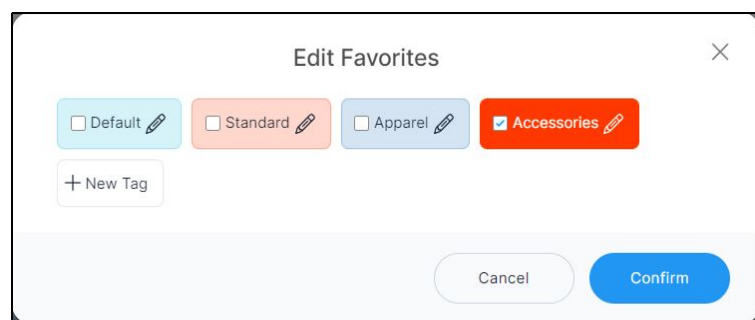 Edit Favorites
Default Standard Apparel Accessories
New Tag
Cancel Confirm